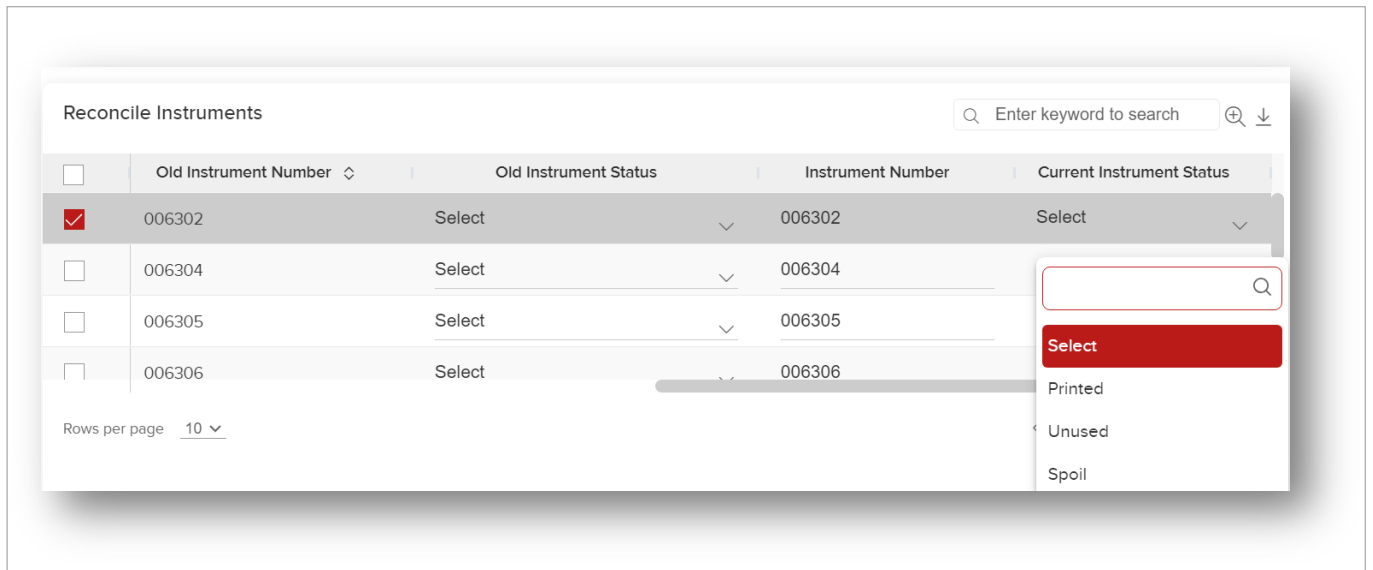 Reconcile Instruments Enter keyword to search
Old Instrument Number Old Instrument Status Instrument Number Current Instrument Status
006302 Select 006302 Select
006304 Select 006304
006305 Select 006305
Select
006306 Select 006306
Printed
Rows per page 10
Unused
Spoil